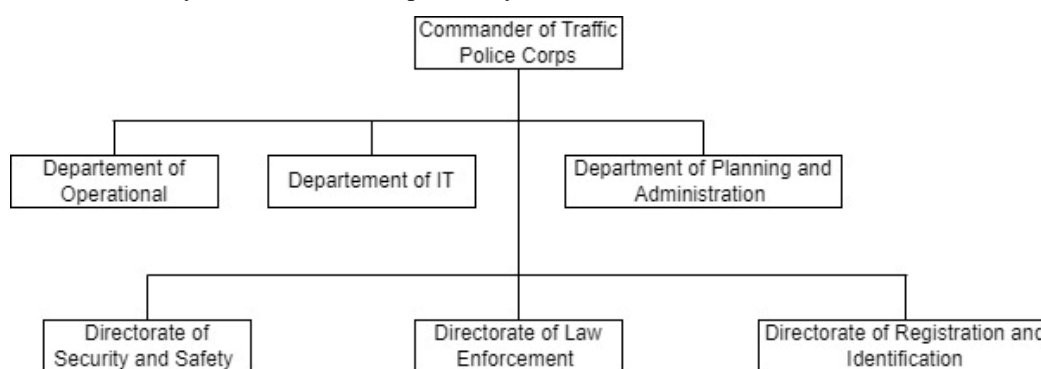 Commander of Traffic
Police Corps
Departement of
Operational
Departement of IT
Department of Planning and
Administration
Directorate of
Security and Safety
Directorate of Law
Enforcement
Directorate of Registration and
Identification